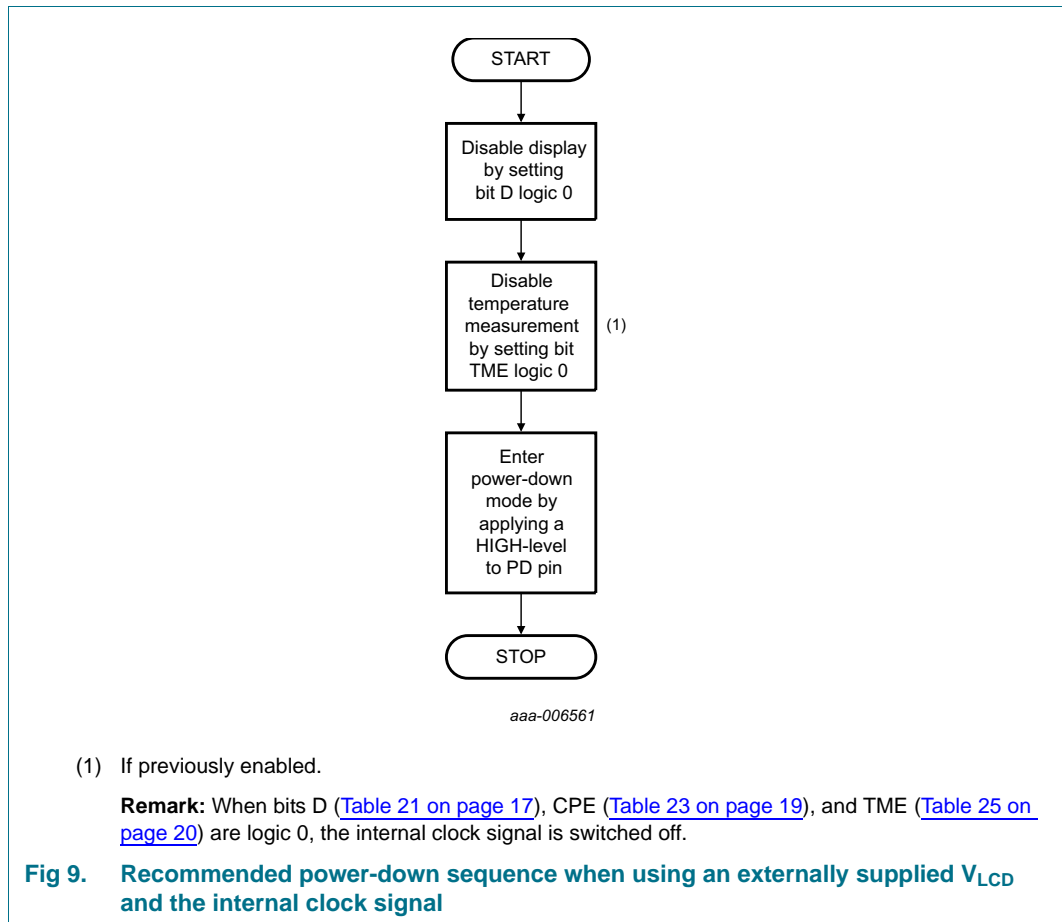 START
Disable display
by setting
bit D logic 0
Disable
temperature
measurement
by setting bit
TME logic 0
(1)
Enter
power-down
mode by
applying a
HIGH-level
to PD pin
STOP
aaa-006561
(1) If previously enabled.
Remark: When bits D (Table 21 on page 17), CPE (Table 23 on page 19), and TME (Table 25 on
page 20) are logic 0, the internal clock signal is switched off.
Fig 9. Recommended power-down sequence when using an externally supplied VLCD
and the internal clock signal